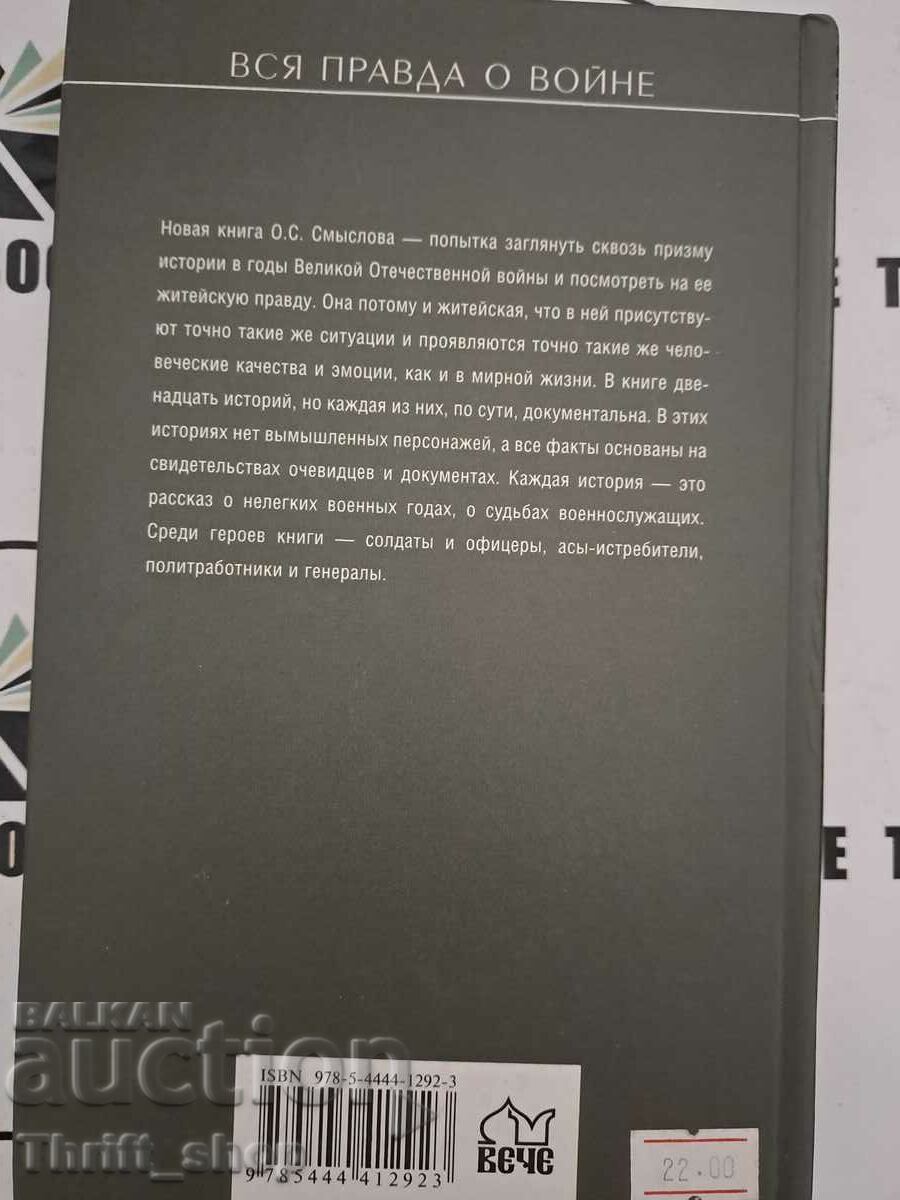 ВСЯ ПРАВДА О ВОЙНЕ
Новая книга О.С. Смыслова — попытка заглянуть сквозь призму
истории в годы Великой Отечественной войны и посмотреть на ее
житейскую правду. Она потому и житейская, что в ней присутству-
ют точно такие же ситуации и проявляются точно такие же чело-
веческие качества и эмоции, как и в мирной жизни. В книге две-
надцать историй, но каждая из них, по сути, документальна. В этих
историях нет вымышленных персонажей, а все факты основаны на
свидетельствах очевидцев и документах. Каждая история — это
рассказ о нелегких военных годах, о судьбах военнослужащих.
Среди героев книги — солдаты и офицеры, асы-истребители,
политработники и генералы.
BALKAN
auction
Thrift_shop
ISBN 978-5-4444-1292-3
9 785444 412923
ВЕЧЕ
22.00